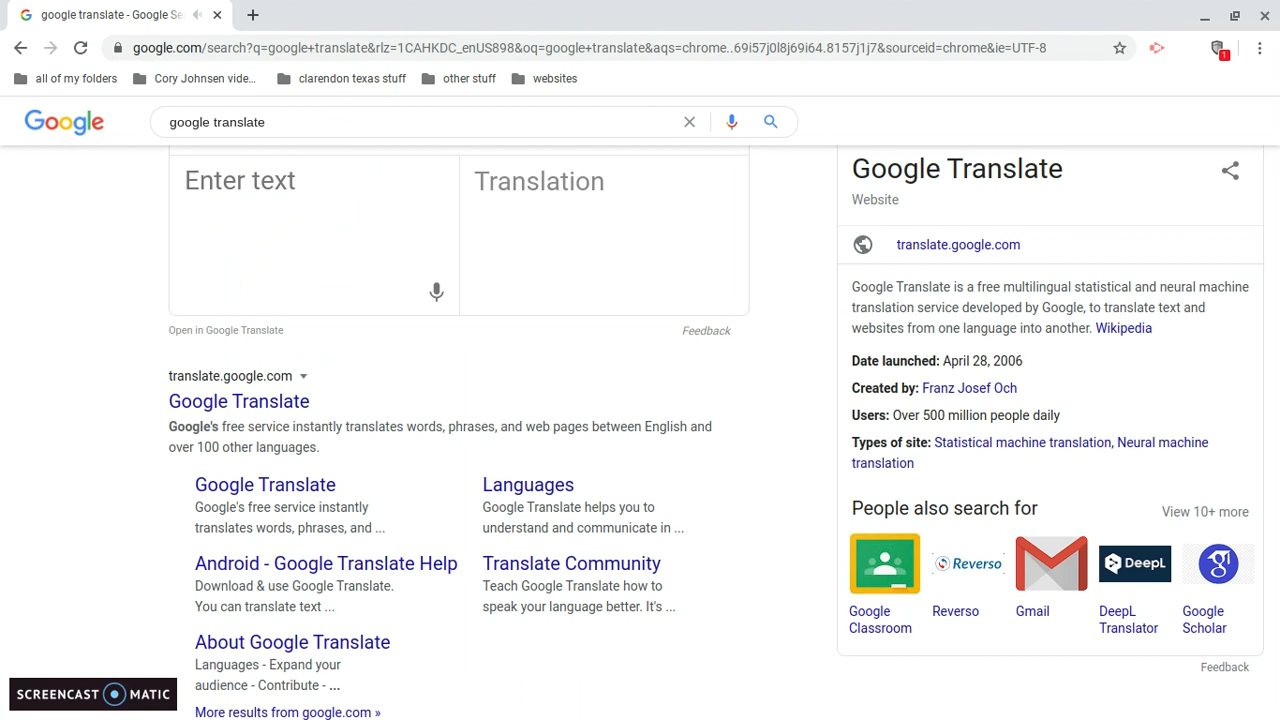 google translate - Google Se
google.com/search?q=google+translate&rlz=1CAHKDC_enUS898&oq=google+translate&aqs=chrome..69i57j0l8j69i64.8157j1j7&sourceid=chrome&ie=UTF-8
1
all of my folders
Cory Johnsen vide...
clarendon texas stuff
other stuff
websites
Google
google translate
Enter text
Translation
Open in Google Translate
Feedback
translate.google.com
Google Translate
Google's free service instantly translates words, phrases, and web pages between English and
over 100 other languages.
Google Translate
Google's free service instantly
translates words, phrases, and ...
Languages
Google Translate helps you to
understand and communicate in ...
Android - Google Translate Help
Download & use Google Translate.
You can translate text ...
Translate Community
Teach Google Translate how to
speak your language better. It's ...
About Google Translate
Languages - Expand your
audience - Contribute - ...
More results from google.com »
Google Translate
Website
translate.google.com
Google Translate is a free multilingual statistical and neural machine
translation service developed by Google, to translate text and
websites from one language into another. Wikipedia
Date launched: April 28, 2006
Created by: Franz Josef Och
Users: Over 500 million people daily
Types of site: Statistical machine translation, Neural machine
translation
People also search for
View 10+ more
Reverso
DeepL
Google
Classroom
Reverso
Gmail
DeepL
Translator
Google
Scholar
Feedback
SCREENCAST MATIC